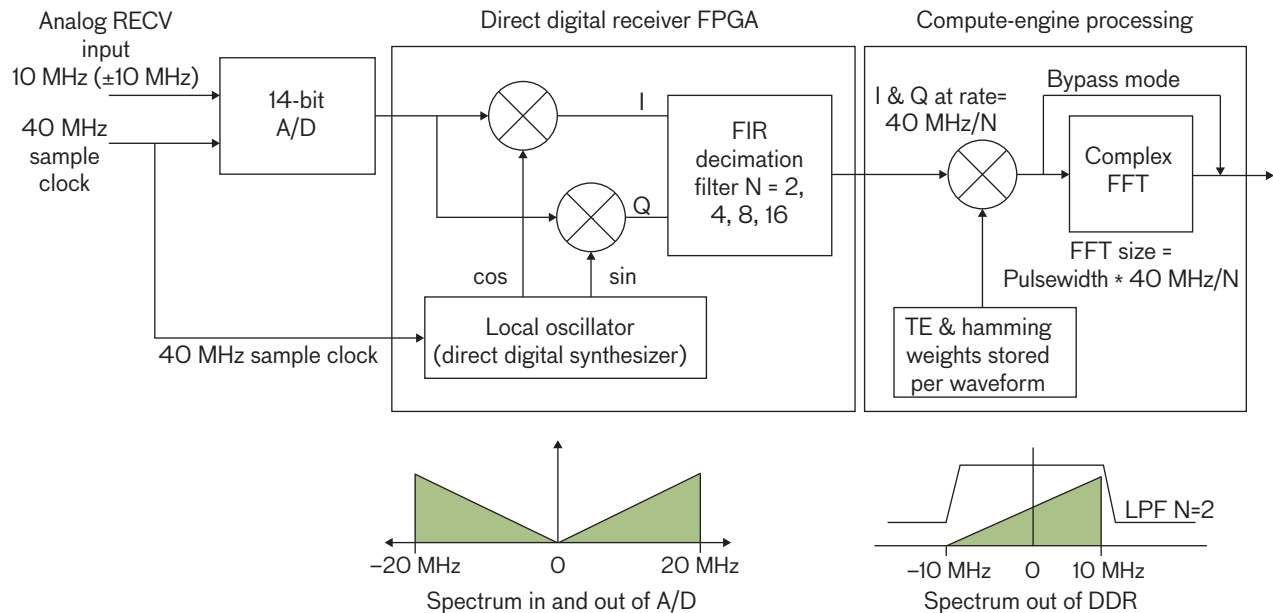 Analog RECV
input
10 MHz (±10 MHz)
40 MHz
sample
clock
14-bit
A/D
Direct digital receiver FPGA
I
Q
cos
sin
FIR
decimation
filter N = 2,
4, 8, 16
Local oscillator
(direct digital synthesizer)
40 MHz sample clock
Compute-engine processing
Bypass mode
I & Q at rate=
40 MHz/N
Complex
FFT
FFT size =
Pulsewidth * 40 MHz/N
TE & hamming
weights stored
per waveform
−20 MHz
0
20 MHz
Spectrum in and out of A/D
LPF N=2
−10 MHz
0
10 MHz
Spectrum out of DDR